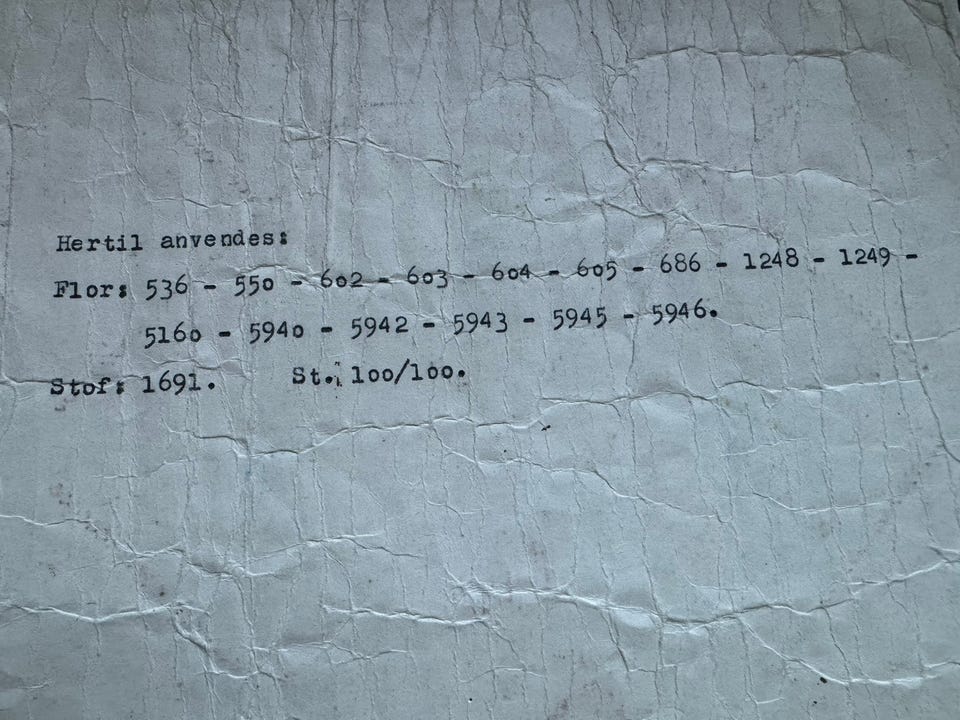 Hertil anvendes:
Flor: 536 - 550 - 602 - 603 - 604 - 605 - 686 - 1248 - 1249 -
5160 - 5940 - 5942 - 5943 - 5945 - 5946.
Stof: 1691. St. 100/100.